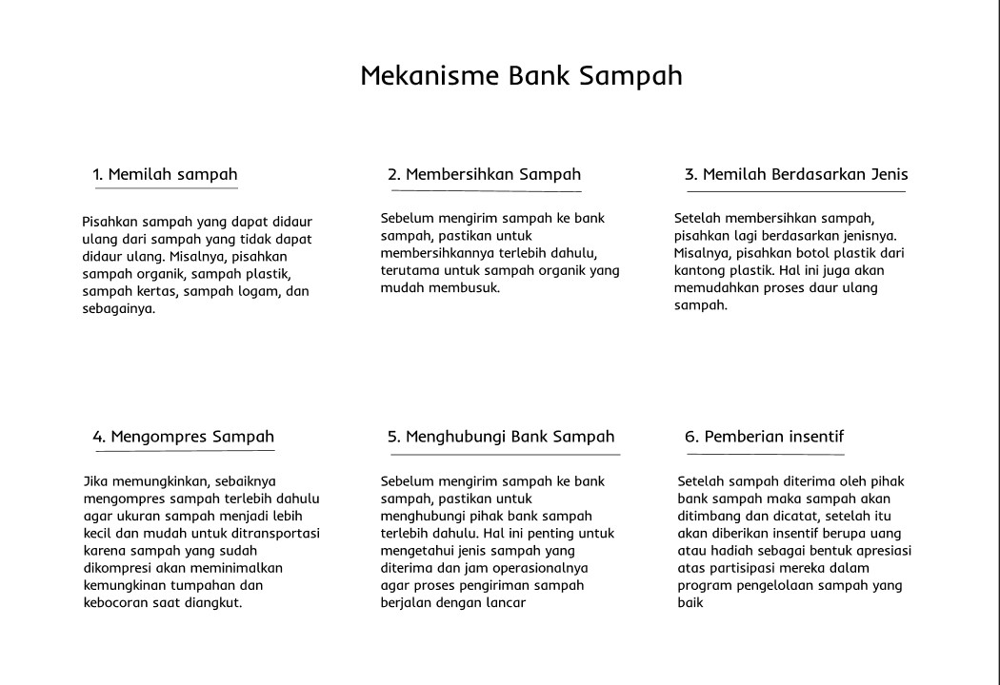 Mekanisme Bank Sampah
1. Memilah sampah
Pisahkan sampah yang dapat didaur
ulang dari sampah yang tidak dapat
didaur ulang. Misalnya, pisahkan
sampah organik, sampah plastik,
sampah kertas, sampah logam, dan
sebagainya.
2. Membersihkan Sampah
Sebelum mengirim sampah ke bank
sampah, pastikan untuk
membersihkannya terlebih dahulu,
terutama untuk sampah organik yang
mudah membusuk.
3. Memilah Berdasarkan Jenis
Setelah membersihkan sampah,
pisahkan lagi berdasarkan jenisnya.
Misalnya, pisahkan botol plastik dari
kantong plastik. Hal ini juga akan
memudahkan proses daur ulang
sampah.
4. Mengompres Sampah
Jika memungkinkan, sebaiknya
mengompres sampah terlebih dahulu
agar ukuran sampah menjadi lebih
kecil dan mudah untuk ditransportasi
karena sampah yang sudah
dikompresi akan meminimalkan
kemungkinan tumpahan dan
kebocoran saat diangkut.
5. Menghubungi Bank Sampah
Sebelum mengirim sampah ke bank
sampah, pastikan untuk
menghubungi pihak bank sampah
terlebih dahulu. Hal ini penting untuk
mengetahui jenis sampah yang
diterima dan jam operasionalnya
agar proses pengiriman sampah
berjalan dengan lancar
6. Pemberian insentif
Setelah sampah diterima oleh pihak
bank sampah maka sampah akan
ditimbang dan dicatat, setelah itu
akan diberikan insentif berupa uang
atau hadiah sebagai bentuk apresiasi
atas partisipasi mereka dalam
program pengelolaan sampah yang
baik